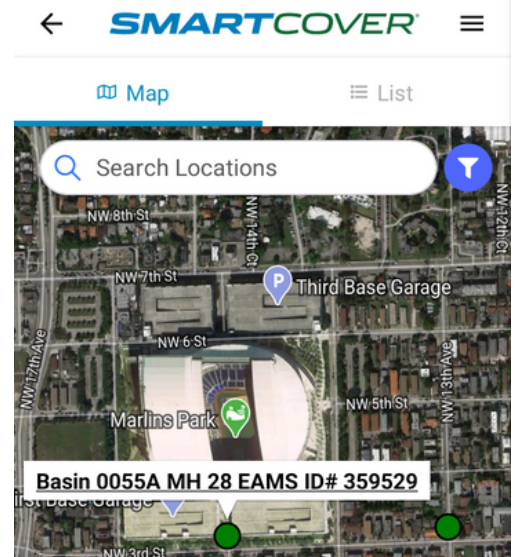 SMARTCOVER
Map
List
Search Locations
NW 8th St
NW 14th Ct
NW 12th Ct
NW 7th St
P
Third Base Garage
NW 17th Ave
NW 6 St
NW 13th Ave
NW 5th St
Marlins Park
Basin 0055A MH 28 EAMS ID# 359529
Base Garage
NW 3rd St